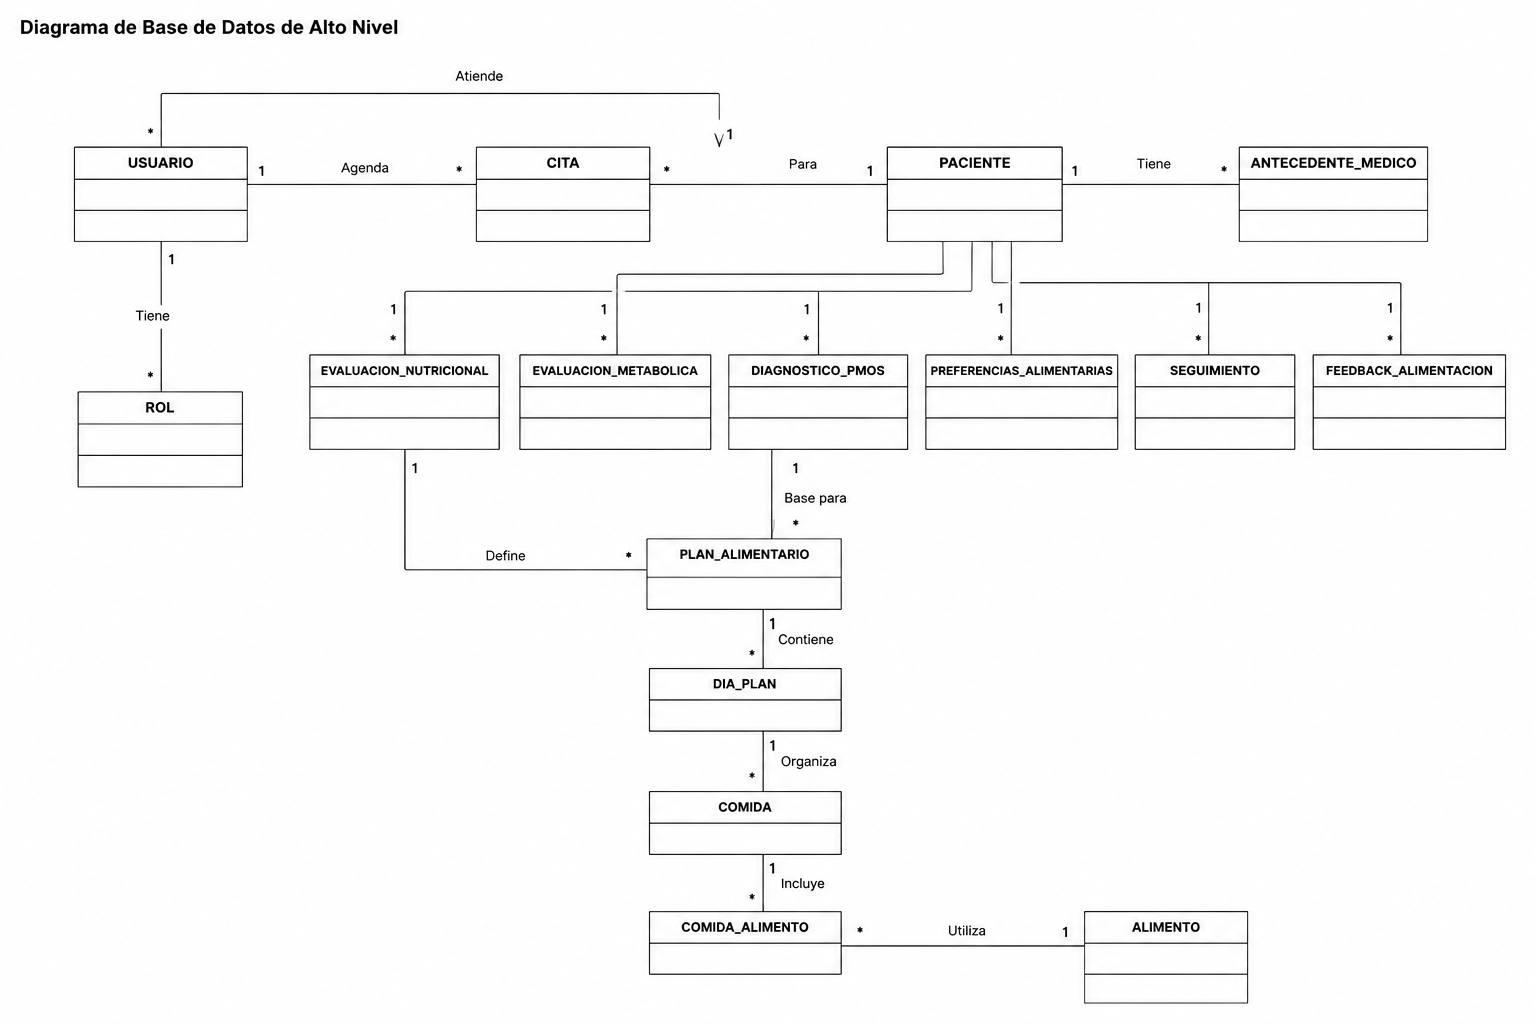 Diagrama de Base de Datos de Alto Nivel
Atiende
* 1
USUARIO 1 Agenda * CITA * Para 1 PACIENTE 1 Tiene * ANTECEDENTE_MEDICO
1
Tiene
*
ROL
1 1 1 1 1 1
* * * * * *
EVALUACION_NUTRICIONAL EVALUACION_METABOLICA DIAGNOSTICO_PMOS PREFERENCIAS_ALIMENTARIAS SEGUIMIENTO FEEDBACK_ALIMENTACION
1 1
Base para
*
Define * PLAN_ALIMENTARIO
1
Contiene
*
DIA_PLAN
1
Organiza
*
COMIDA
1
Incluye
*
COMIDA_ALIMENTO * Utiliza 1 ALIMENTO